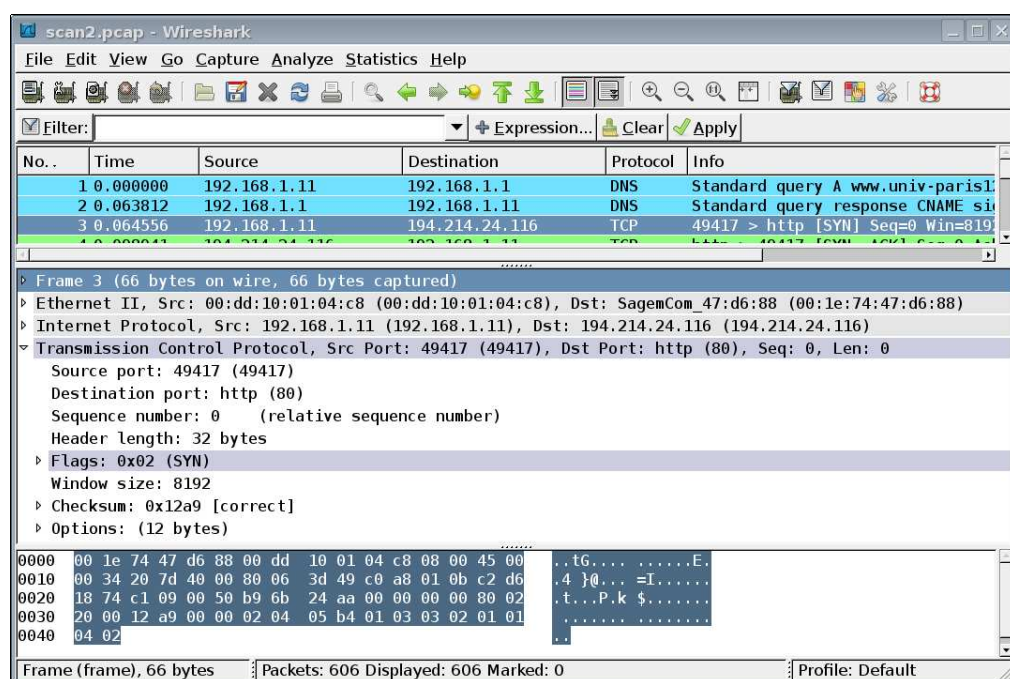 scan2.pcap - Wireshark
File Edit View Go Capture Analyze Statistics Help
Filter: Expression... Clear Apply
No. . Time Source Destination Protocol Info
1 0.000000 192.168.1.11 192.168.1.1 DNS Standard query A www.univ-paris1
2 0.063812 192.168.1.1 192.168.1.11 DNS Standard query response CNAME
3 0.064556 192.168.1.11 194.214.24.116 TCP 49417 > http [SYN] Seq=0 Win=819
Frame 3 (66 bytes on wire, 66 bytes captured)
Ethernet II, Src: 00:dd:10:01:04:c8 (00:dd:10:01:04:c8), Dst: SagemCom_47:d6:88 (00:1e:74:47:d6:88)
Internet Protocol, Src: 192.168.1.11 (192.168.1.11), Dst: 194.214.24.116 (194.214.24.116)
Transmission Control Protocol, Src Port: 49417 (49417), Dst Port: http (80), Seq: 0, Len: 0
Source port: 49417 (49417)
Destination port: http (80)
Sequence number: 0 (relative sequence number)
Header length: 32 bytes
Flags: 0x02 (SYN)
Window size: 8192
Checksum: 0x12a9 [correct]
Options: (12 bytes)
0000 00 1e 74 47 d6 88 00 dd 10 01 04 c8 08 00 45 00 ..tG.... ......E.
0010 00 34 20 7d 40 00 80 06 3d 49 c0 a8 01 0b c2 d6 .4 }@... =I......
0020 18 74 c1 09 00 50 b9 6b 24 aa 00 00 00 00 80 02 .t...P.k $.......
0030 20 00 12 a9 00 00 02 04 05 b4 01 03 03 02 01 01 ....... ........
0040 04 02 ..
Frame (frame), 66 bytes Packets: 606 Displayed: 606 Marked: 0 Profile: Default